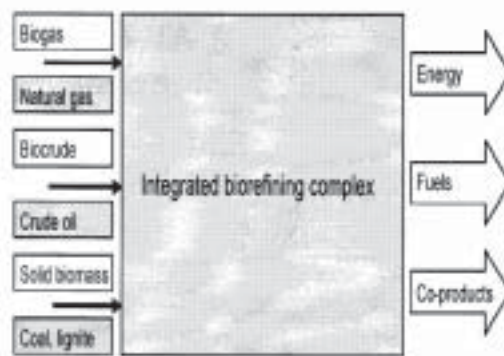 Biogas
Natural gas
Biocrude
Crude oil
Solid biomass
Coal, lignite
Integrated biorefining complex
Energy
Fuels
Co-products